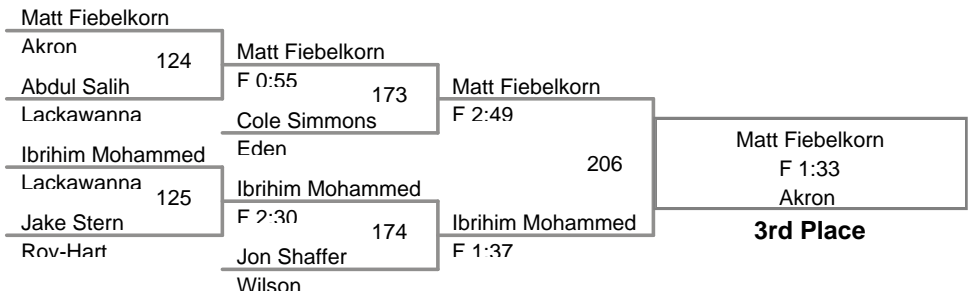 Matt Fiebelkorn
Akron
124
Abdul Salih
Lackawanna
Ibrihim Mohammed
Lackawanna
125
Jake Stern
Roy-Hart
Matt Fiebelkorn
F 0:55
173
Cole Simmons
Eden
Ibrihim Mohammed
F 2:30
174
Jon Shaffer
Wilson
Matt Fiebelkorn
F 2:49
206
Ibrihim Mohammed
F 1:37
Matt Fiebelkorn
F 1:33
Akron
3rd Place